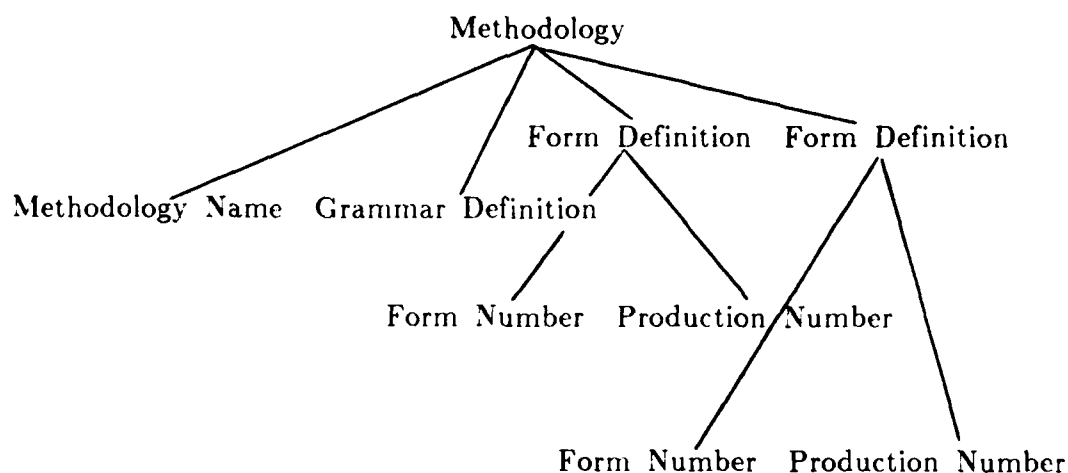 Methodology
Form Definition Form Definition
Methodology Name Grammar Definition
Form Number Production Number
Form Number Production Number